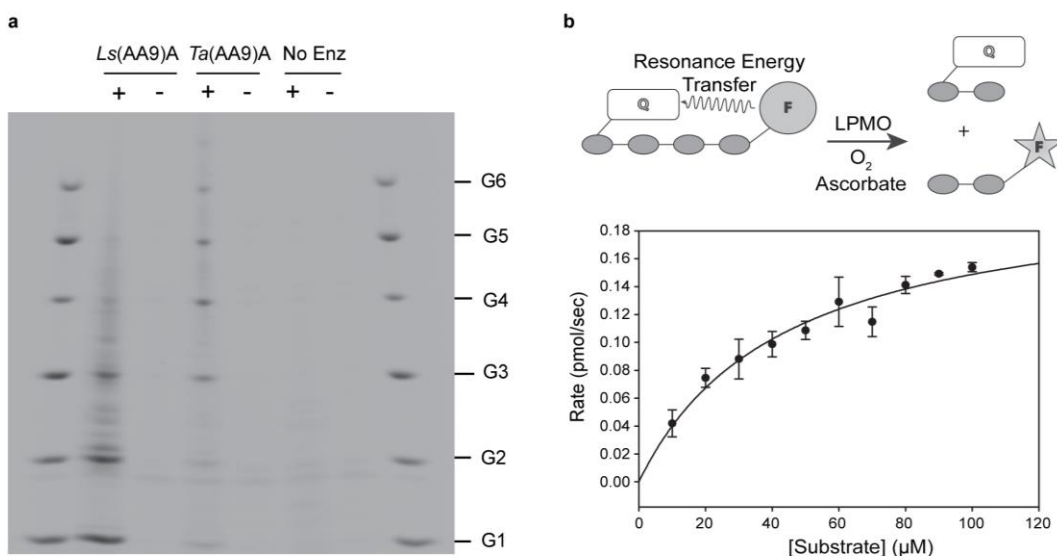 a
Ls(AA9)A Ta(AA9)A No Enz
+ - + - + -
G6
G5
G4
G3
G2
G1
b
Resonance Energy
Transfer
Q
F
LPMO
O2
Ascorbate
Q
+
F
Rate (pmol/sec)
0.18
0.16
0.14
0.12
0.10
0.08
0.06
0.04
0.02
0.00
0 20 40 60 80 100 120
[Substrate] (µM)